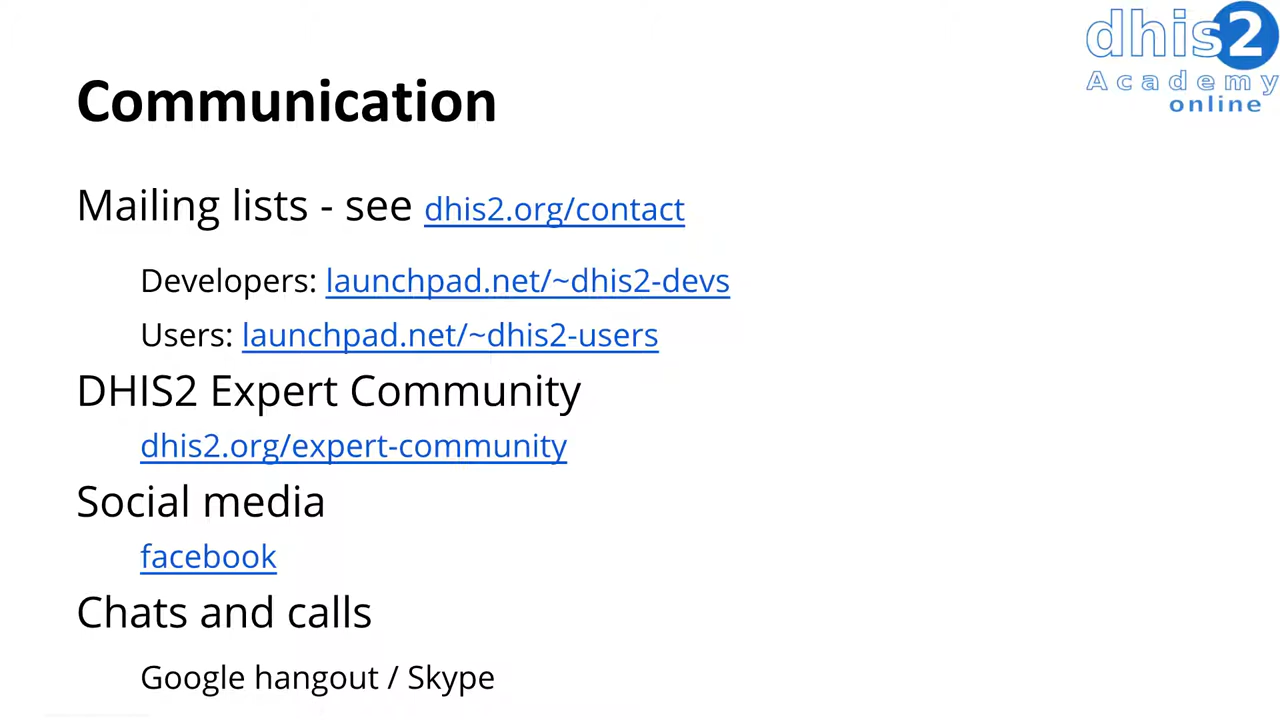 dhis2
Academy
online
Communication
Mailing lists - see dhis2.org/contact
Developers: launchpad.net/~dhis2-devs
Users: launchpad.net/~dhis2-users
DHIS2 Expert Community
dhis2.org/expert-community
Social media
facebook
Chats and calls
Google hangout / Skype